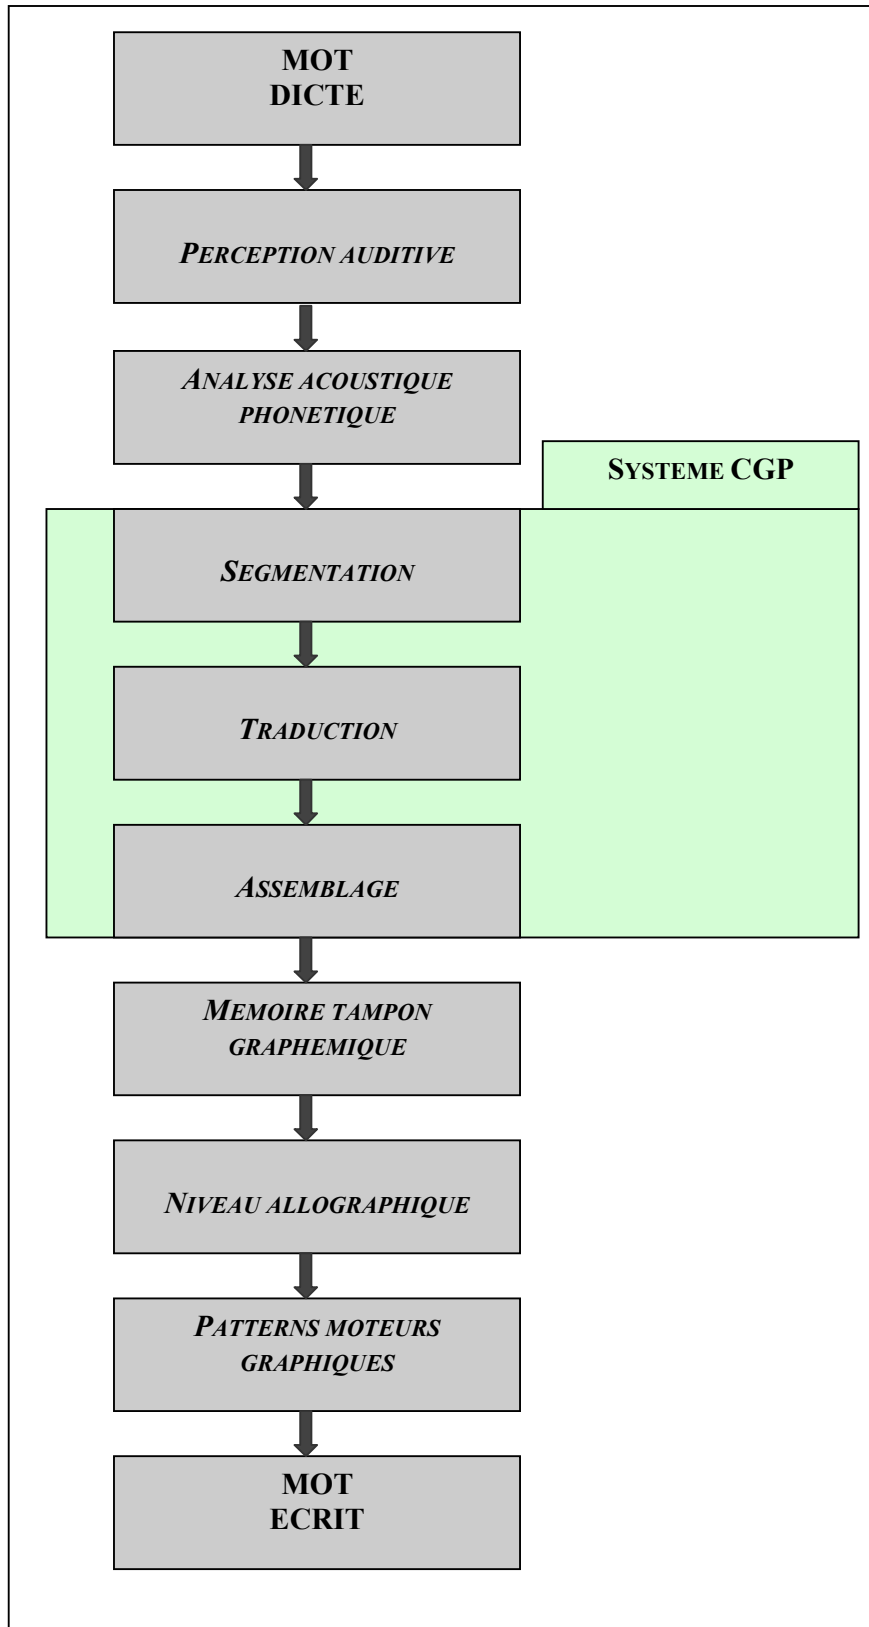 MOT
DICTE
PERCEPTION AUDITIVE
ANALYSE ACOUSTIQUE
PHONETIQUE
SYSTEME CGP
SEGMENTATION
TRADUCTION
ASSEMBLAGE
MEMOIRE TAMPON
GRAPHEMIQUE
NIVEAU ALLOGRAPHIQUE
PATTERNS MOTEURS
GRAPHIQUES
MOT
ECRIT